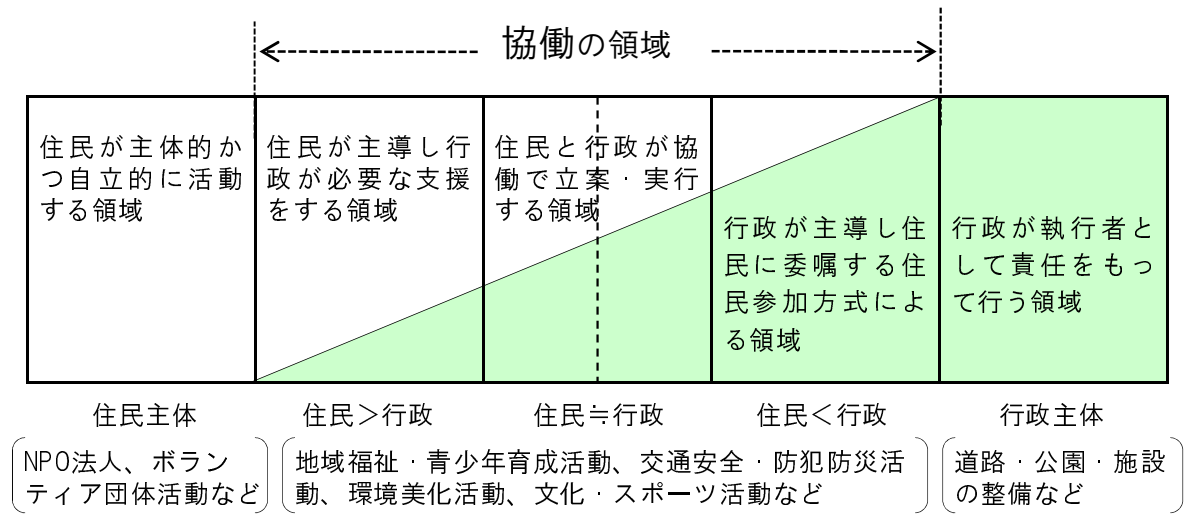 協働の領域
住民が主体的か
つ自立的に活動
する領域
住民が主導し行
政が必要な支援
をする領域
住民と行政が協
働で立案・実行
する領域
行政が主導し住
民に委嘱する住
民参加方式によ
る領域
行政が執行者と
して責任をもっ
て行う領域
住民主体
住民＞行政
住民≒行政
住民＜行政
行政主体
NPO法人、ボラン
ティア団体活動など
地域福祉・青少年育成活動、交通安全・防犯防災活
動、環境美化活動、文化・スポーツ活動など
道路・公園・施設
の整備など